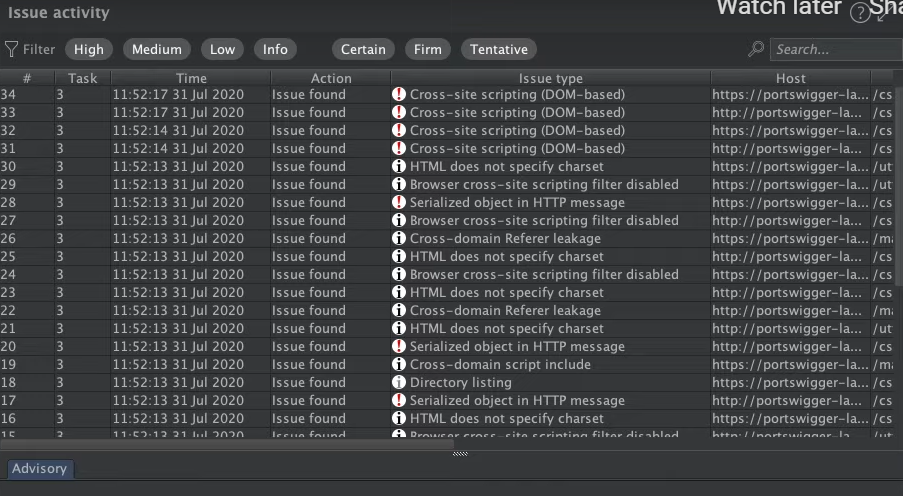 Issue activity
Watch later
Sha
Filter High Medium Low Info Certain Firm Tentative Search...
# Task Time Action Issue type Host
34 3 11:52:17 31 Jul 2020 Issue found Cross-site scripting (DOM-based) https://portswigger-la... /cs
33 3 11:52:17 31 Jul 2020 Issue found Cross-site scripting (DOM-based) https://portswigger-la... /cs
32 3 11:52:14 31 Jul 2020 Issue found Cross-site scripting (DOM-based) http://portswigger-la... /cs
31 3 11:52:14 31 Jul 2020 Issue found Cross-site scripting (DOM-based) http://portswigger-la... /cs
30 3 11:52:13 31 Jul 2020 Issue found HTML does not specify charset https://portswigger-la... /ut
29 3 11:52:13 31 Jul 2020 Issue found Browser cross-site scripting filter disabled https://portswigger-la... /ut
28 3 11:52:13 31 Jul 2020 Issue found Serialized object in HTTP message https://portswigger-la... /cs
27 3 11:52:13 31 Jul 2020 Issue found Browser cross-site scripting filter disabled http://portswigger-la... /cs
26 3 11:52:13 31 Jul 2020 Issue found Cross-domain Referer leakage https://portswigger-la... /ma
25 3 11:52:13 31 Jul 2020 Issue found HTML does not specify charset https://portswigger-la... /cs
24 3 11:52:13 31 Jul 2020 Issue found Browser cross-site scripting filter disabled http://portswigger-la... /cs
23 3 11:52:13 31 Jul 2020 Issue found HTML does not specify charset http://portswigger-la... /cs
22 3 11:52:13 31 Jul 2020 Issue found Cross-domain Referer leakage http://portswigger-la... /ma
21 3 11:52:13 31 Jul 2020 Issue found HTML does not specify charset http://portswigger-la... /ut
20 3 11:52:13 31 Jul 2020 Issue found Serialized object in HTTP message http://portswigger-la... /cs
19 3 11:52:13 31 Jul 2020 Issue found Cross-domain script include https://portswigger-la... /ma
18 3 11:52:13 31 Jul 2020 Issue found Directory listing https://portswigger-la... /cs
17 3 11:52:13 31 Jul 2020 Issue found Serialized object in HTTP message https://portswigger-la... /cs
16 3 11:52:13 31 Jul 2020 Issue found HTML does not specify charset https://portswigger-la... /cs
15 3 11:52:13 31 Jul 2020 Issue found Browser cross-site scripting filter disabled
Advisory